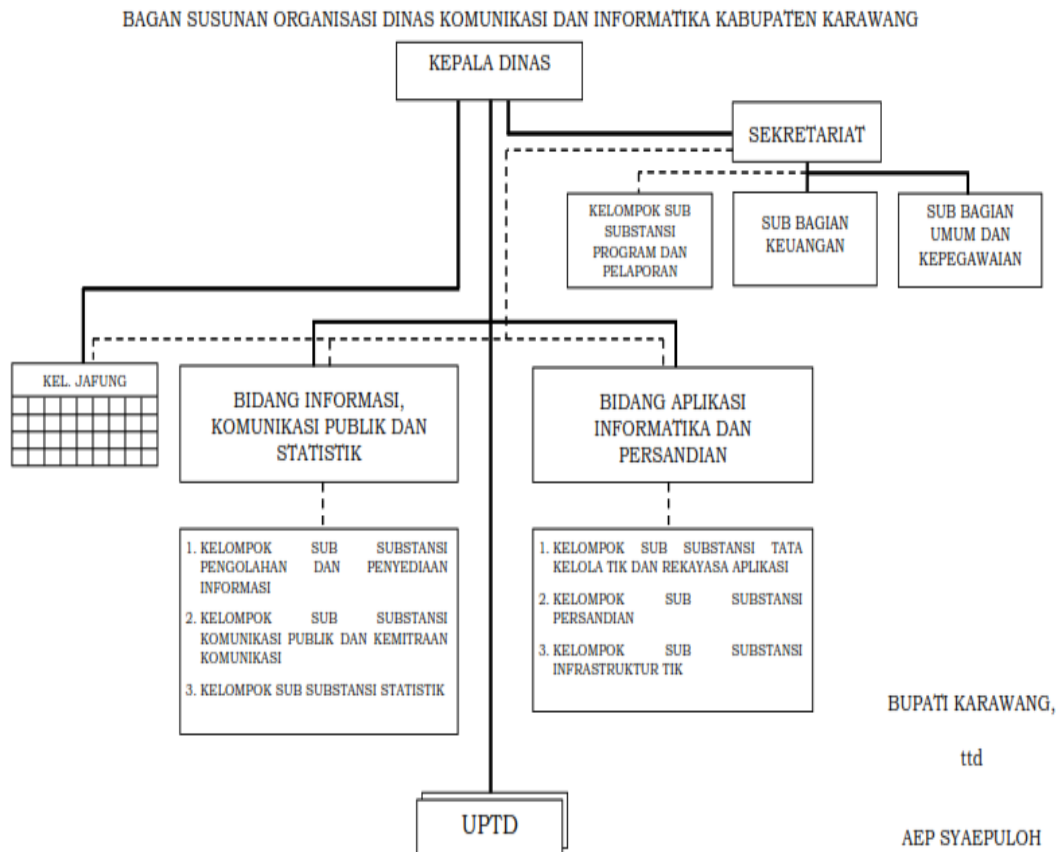 BAGAN SUSUNAN ORGANISASI DINAS KOMUNIKASI DAN INFORMATIKA KABUPATEN KARAWANG
KEPALA DINAS
SEKRETARIAT
KELOMPOK SUB
SUBSTANSI
PROGRAM DAN
PELAPORAN
SUB BAGIAN
KEUANGAN
SUB BAGIAN
UMUM DAN
KEPEGAWAIAN
KEL. JAFUNG
BIDANG INFORMASI,
KOMUNIKASI PUBLIK DAN
STATISTIK
BIDANG APLIKASI
INFORMATIKA DAN
PERSANDIAN
1. KELOMPOK SUB SUBSTANSI
PENGOLAHAN DAN PENYEDIAAN
INFORMASI
2. KELOMPOK SUB SUBSTANSI
KOMUNIKASI PUBLIK DAN KEMITRAAN
KOMUNIKASI
3. KELOMPOK SUB SUBSTANSI STATISTIK
1. KELOMPOK SUB SUBSTANSI TATA
KELOLA TIK DAN REKAYASA APLIKASI
2. KELOMPOK SUB SUBSTANSI
PERSANDIAN
3. KELOMPOK SUB SUBSTANSI
INFRASTRUKTUR TIK
UPTD
BUPATI KARAWANG,
ttd
AEP SYAEPULOH